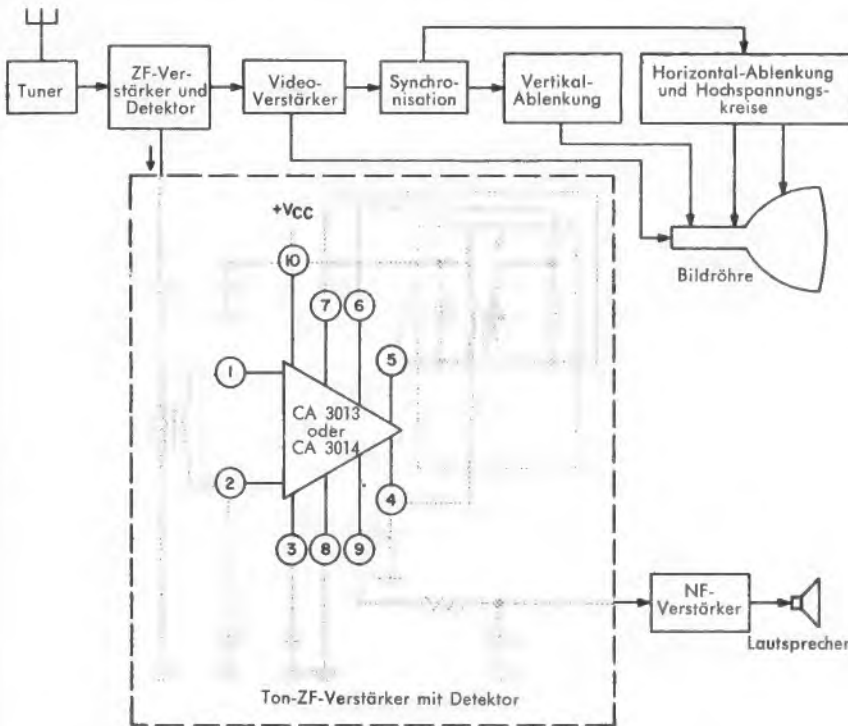 Tuner
ZF-Ver-
stärker und
Detektor
Video-
Verstärker
Synchro-
nisation
Vertikal-
Ablenkung
Horizontal-Ablenkung
und Hochspannungs-
kreise
Bildröhre
+VCC
10
7
6
1
5
CA 3013
oder
CA 3014
2
4
3
8
9
NF-
Verstärker
Lautsprecher
Ton-ZF-Verstärker mit Detektor